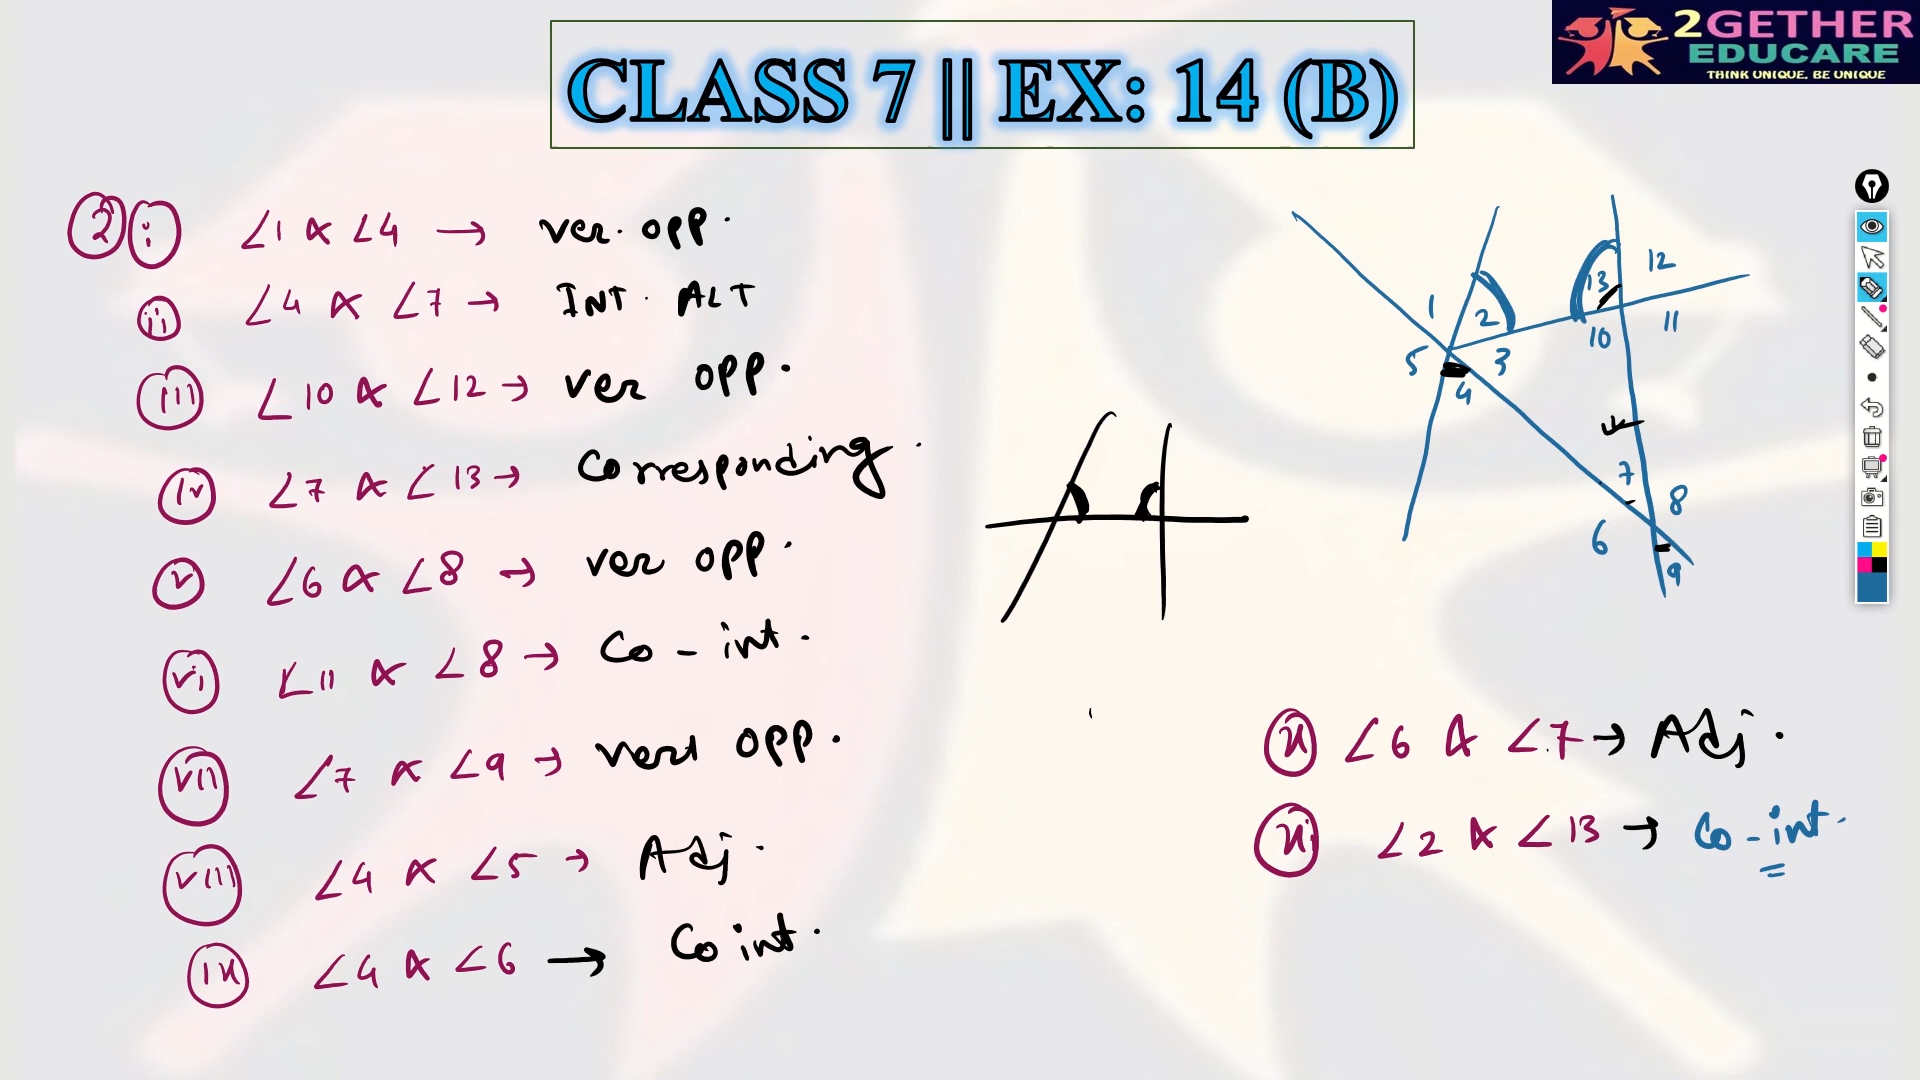 CLASS 7 || EX: 14 (B)
2GETHER
EDUCARE
THINK UNIQUE, BE UNIQUE
2 i ∠1 & ∠4 → ver. opp.
ii ∠4 & ∠7 → INT. ALT
iii ∠10 & ∠12 → ver opp.
iv ∠7 & ∠13 → Corresponding.
v ∠6 & ∠8 → ver opp.
vi ∠11 & ∠8 → Co - int.
vii ∠7 & ∠9 → vert opp.
viii ∠4 & ∠5 → Adj.
ix ∠4 & ∠6 → Co int.
x ∠6 & ∠7 → Adj.
xi ∠2 & ∠13 → Co - int.
1 2 13 12
5 3 10 11
4
7 8
6 9